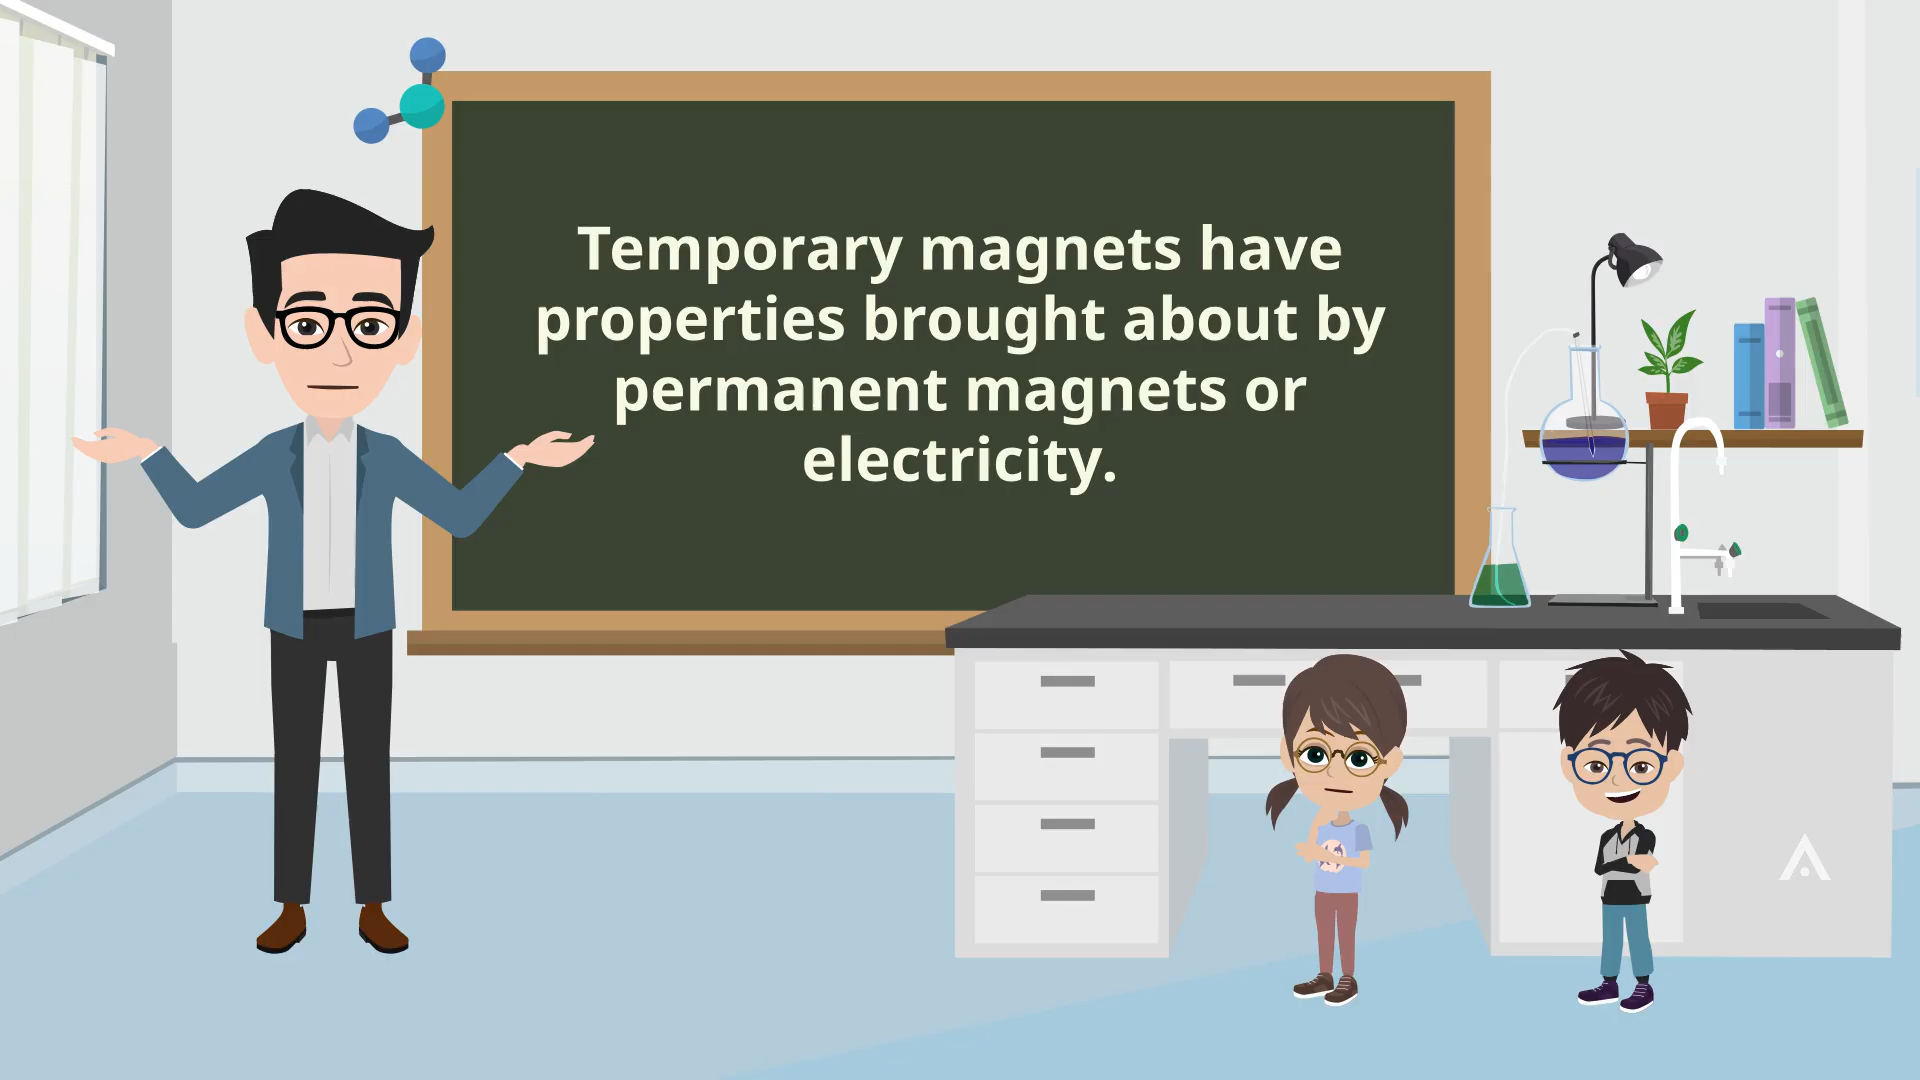 Temporary magnets have
properties brought about by
permanent magnets or
electricity.